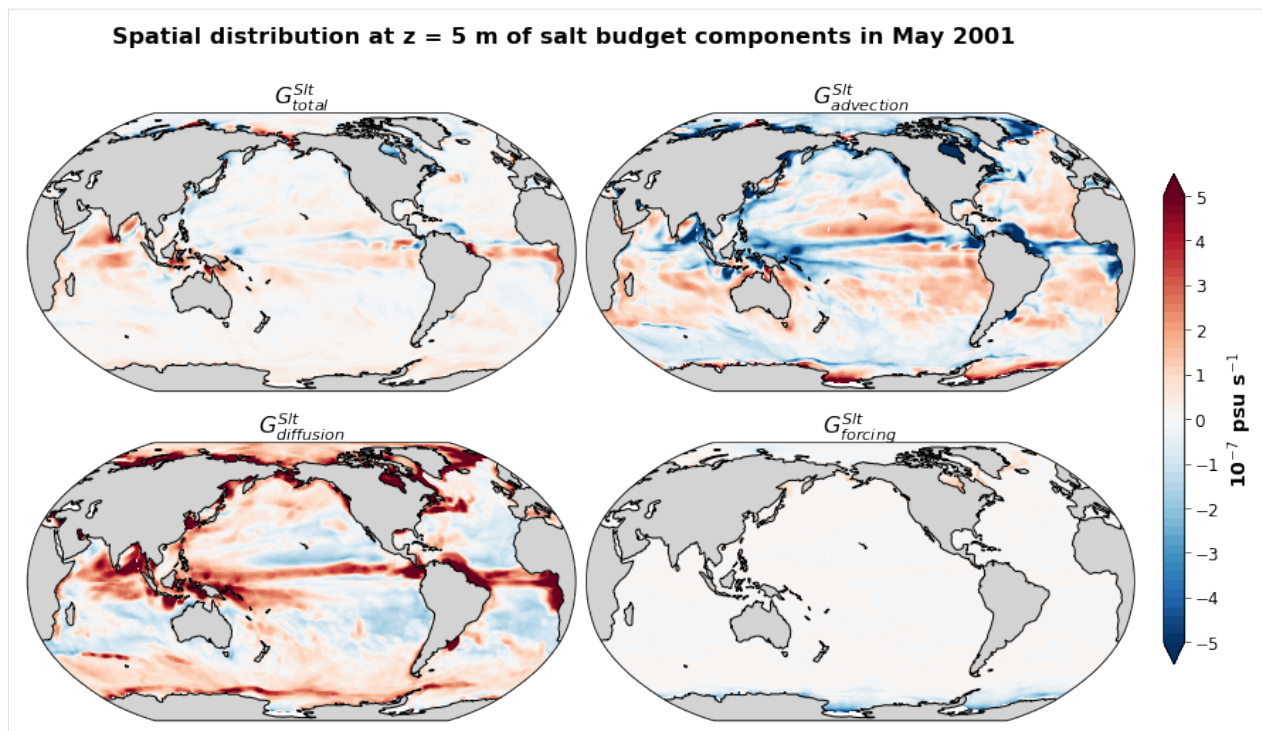 Spatial distribution at z = 5 m of salt budget components in May 2001
G^{Slt}_{total}
G^{Slt}_{advection}
G^{Slt}_{diffusion}
G^{Slt}_{forcing}
5
4
3
2
1
0
−1
−2
−3
−4
−5
10^{−7} psu s^{−1}